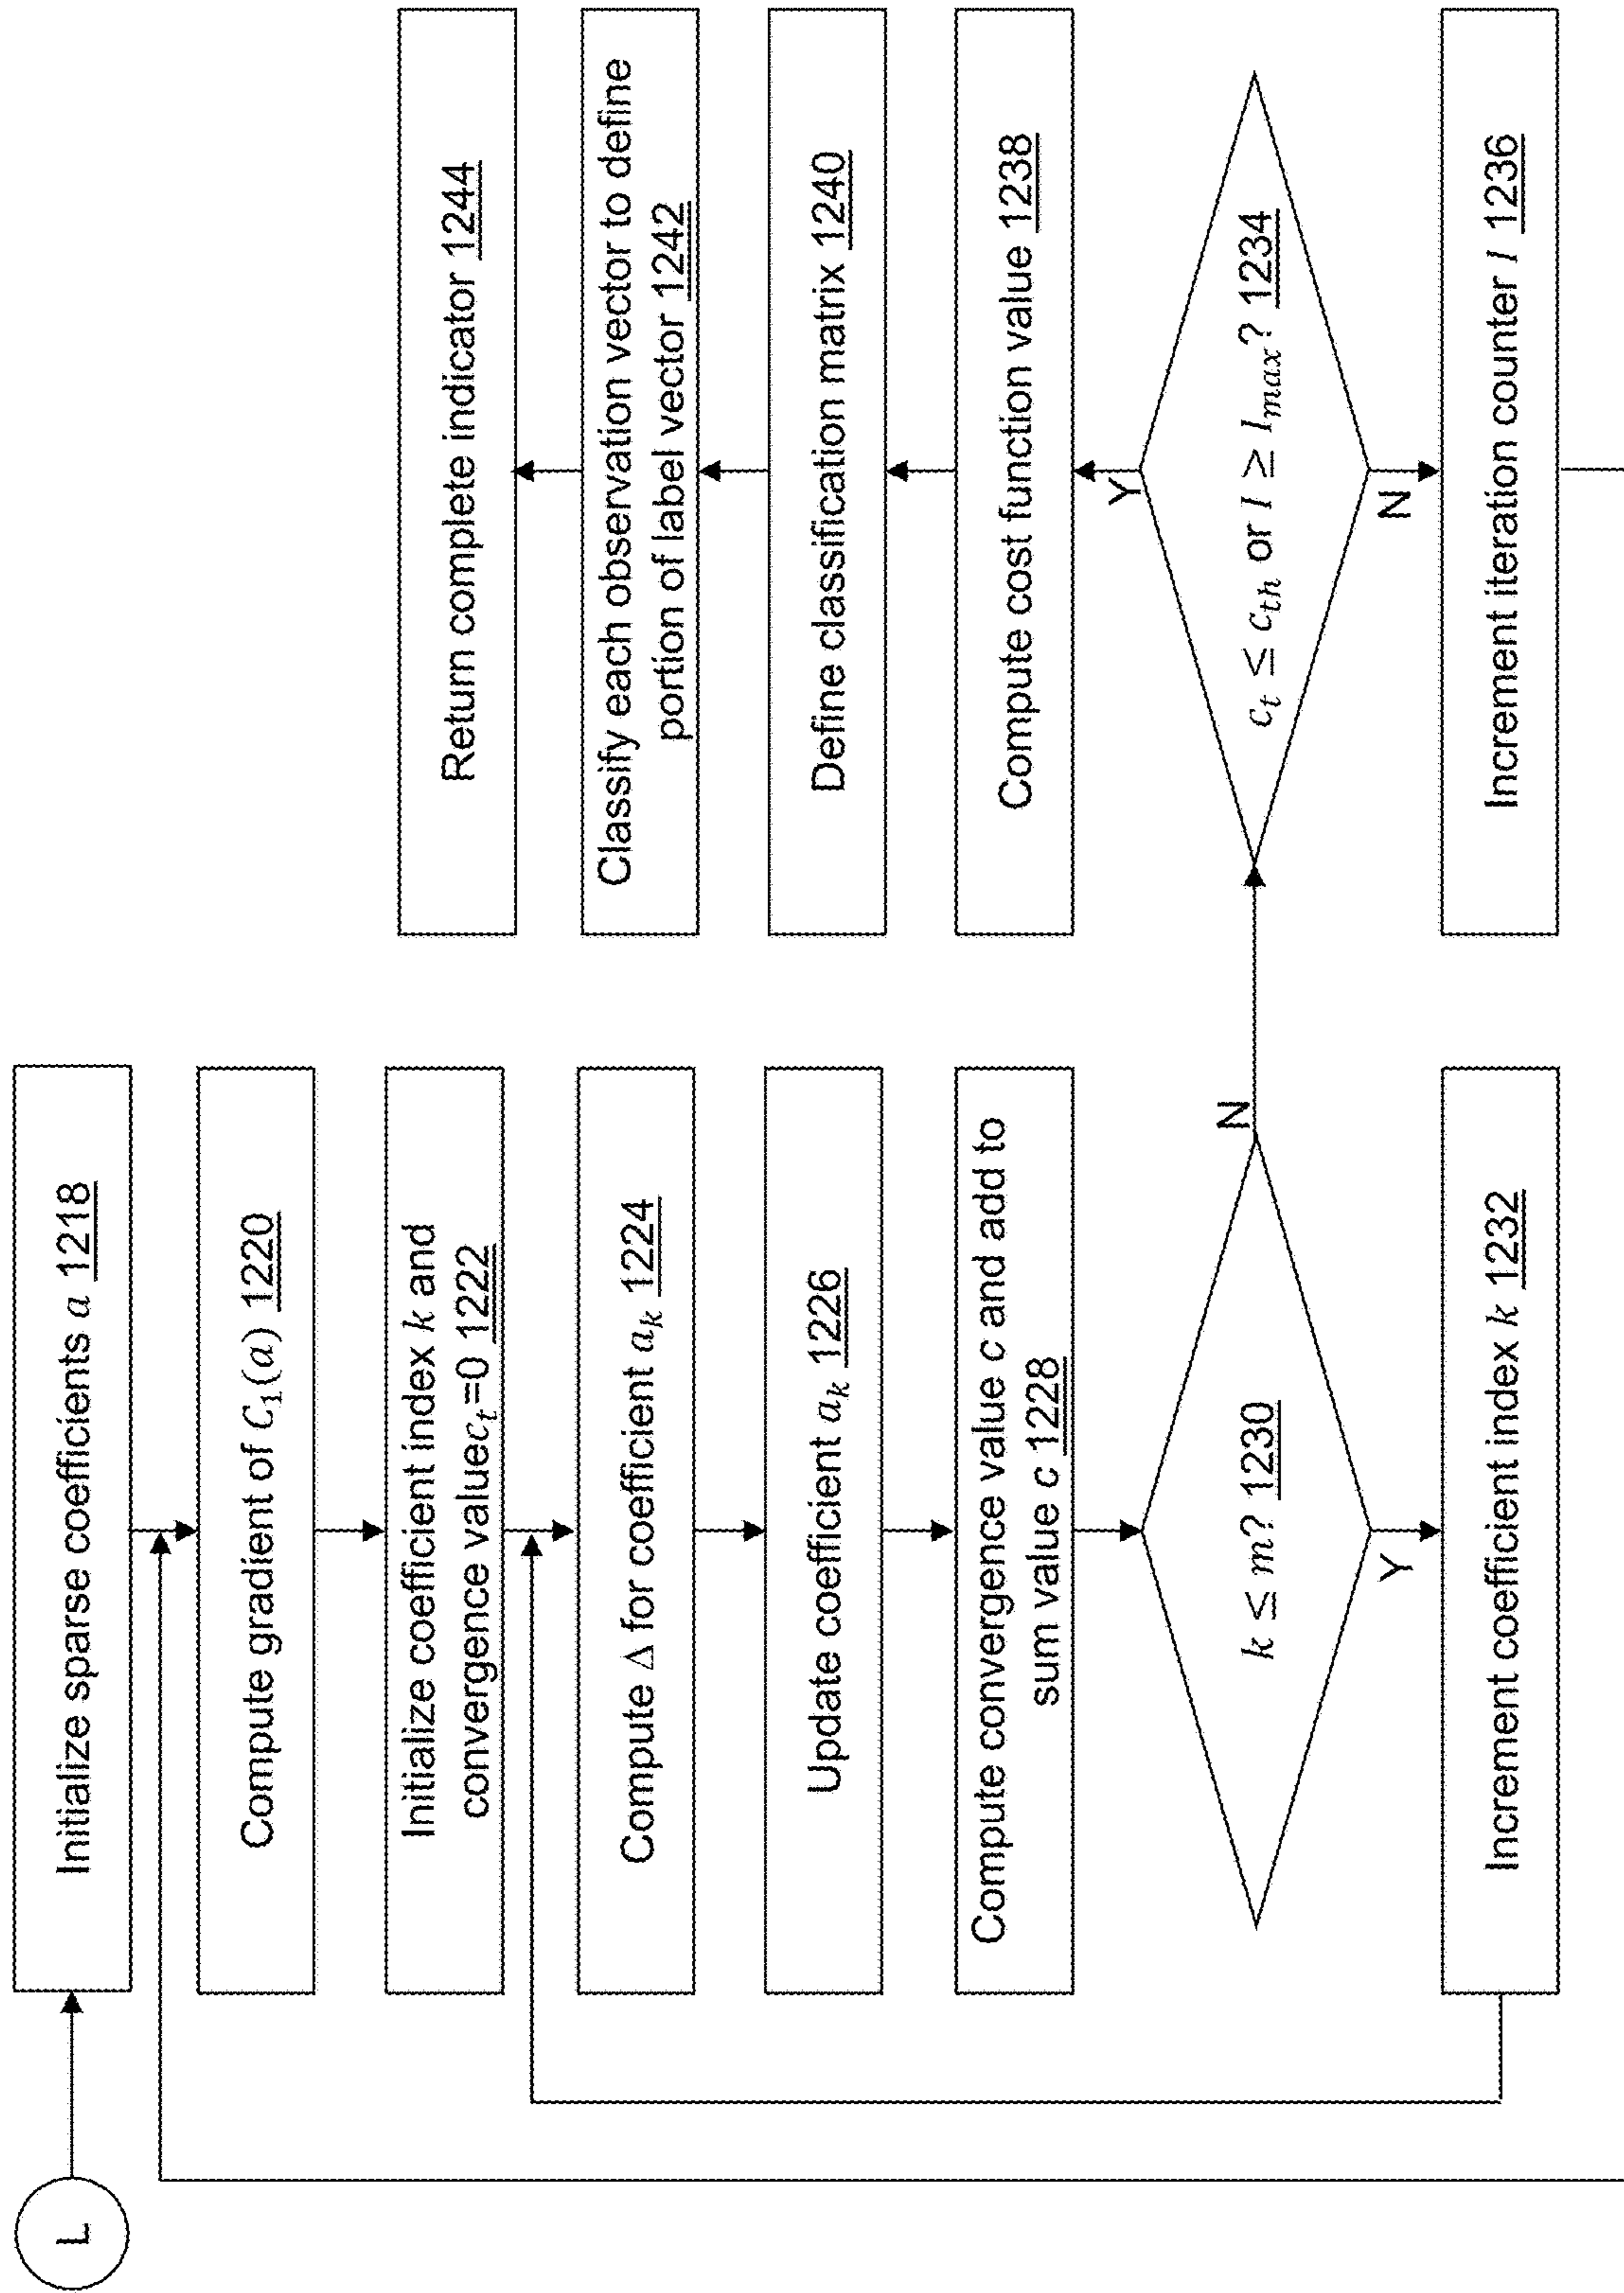 L
Initialize sparse coefficients a 1218
Compute gradient of C₁(a) 1220
Initialize coefficient index k and
convergence valuecₜ=0 1222
Compute Δ for coefficient aₖ 1224
Update coefficient aₖ 1226
Compute convergence value c and add to
sum value c 1228
k ≤ m? 1230
N
Y
Increment coefficient index k 1232
Return complete indicator 1244
Classify each observation vector to define
portion of label vector 1242
Define classification matrix 1240
Compute cost function value 1238
Y
c_t ≤ c_th or I ≥ I_max? 1234
N
Increment iteration counter I 1236